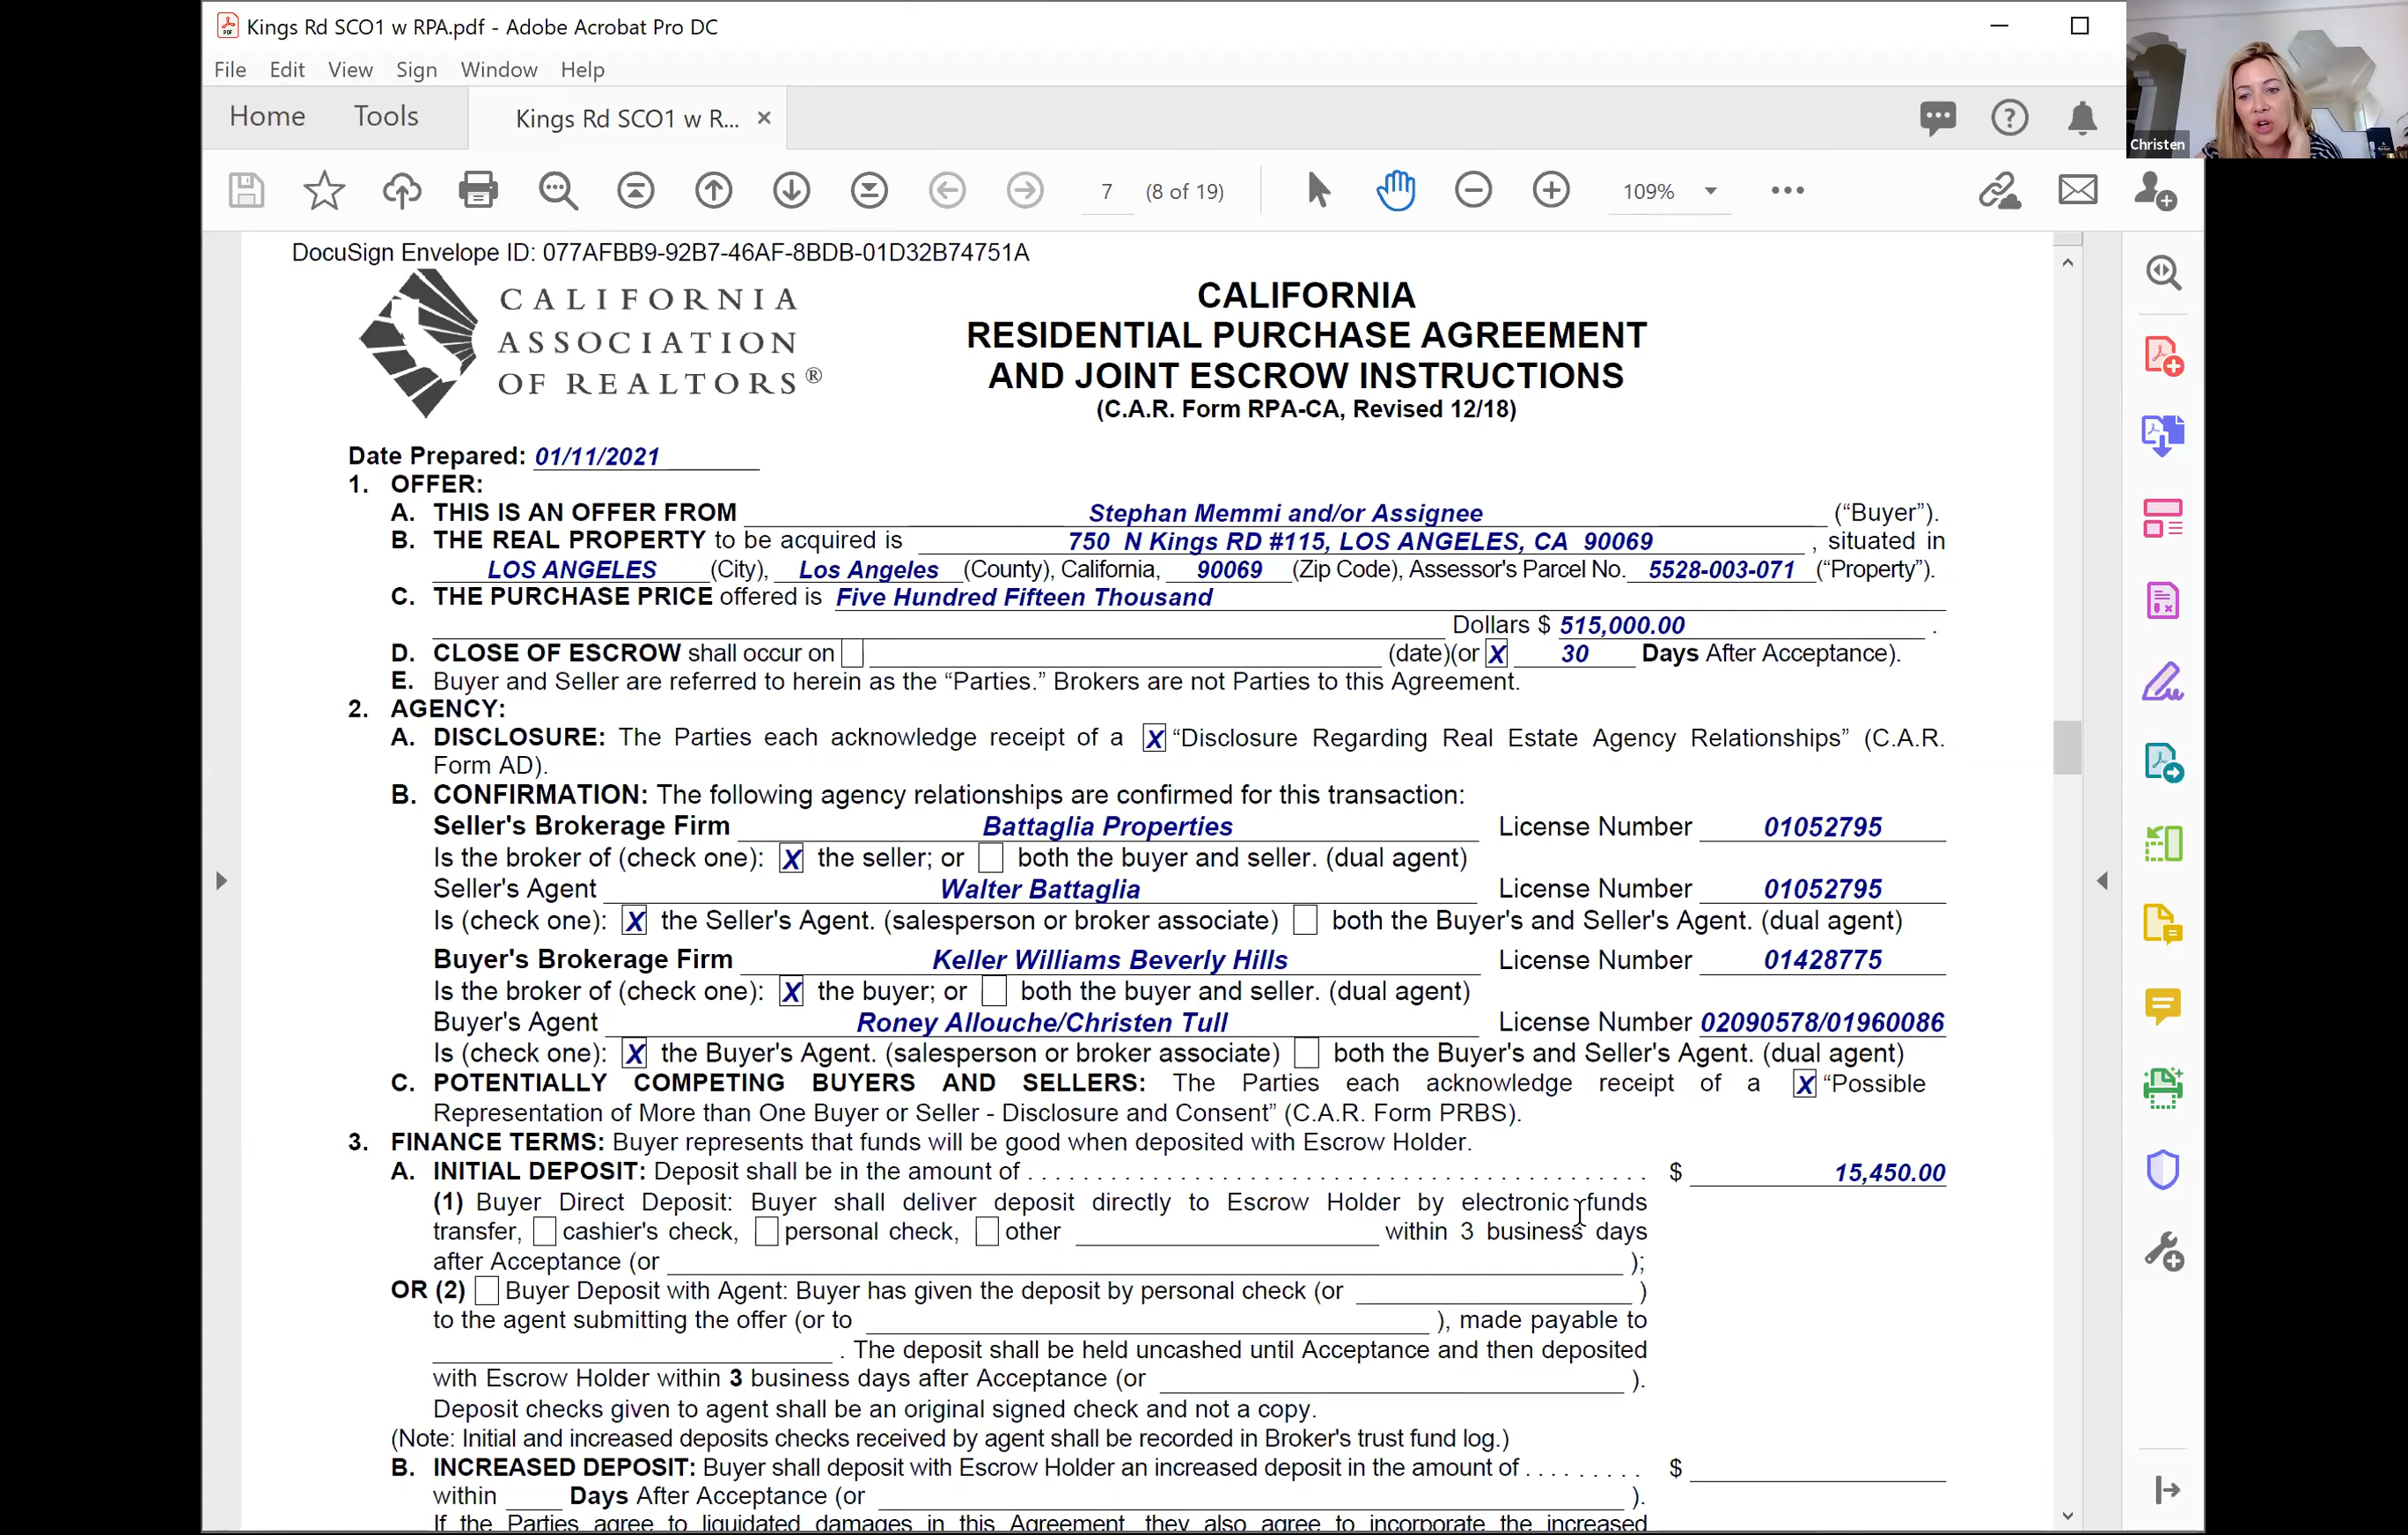 Kings Rd SCO1 w RPA.pdf - Adobe Acrobat Pro DC
File Edit View Sign Window Help
Home Tools Kings Rd SCO1 w R... ×
Christen
7 (8 of 19) 109%
DocuSign Envelope ID: 077AFBB9-92B7-46AF-8BDB-01D32B74751A
CALIFORNIA
ASSOCIATION
OF REALTORS®
CALIFORNIA
RESIDENTIAL PURCHASE AGREEMENT
AND JOINT ESCROW INSTRUCTIONS
(C.A.R. Form RPA-CA, Revised 12/18)
Date Prepared: 01/11/2021
1. OFFER:
A. THIS IS AN OFFER FROM Stephan Memmi and/or Assignee (“Buyer”).
B. THE REAL PROPERTY to be acquired is 750 N Kings RD #115, LOS ANGELES, CA 90069 , situated in
LOS ANGELES (City), Los Angeles (County), California, 90069 (Zip Code), Assessor's Parcel No. 5528-003-071 (“Property”).
C. THE PURCHASE PRICE offered is Five Hundred Fifteen Thousand
Dollars $ 515,000.00 .
D. CLOSE OF ESCROW shall occur on (date)(or X 30 Days After Acceptance).
E. Buyer and Seller are referred to herein as the “Parties.” Brokers are not Parties to this Agreement.
2. AGENCY:
A. DISCLOSURE: The Parties each acknowledge receipt of a X “Disclosure Regarding Real Estate Agency Relationships” (C.A.R.
Form AD).
B. CONFIRMATION: The following agency relationships are confirmed for this transaction:
Seller's Brokerage Firm Battaglia Properties License Number 01052795
Is the broker of (check one): X the seller; or both the buyer and seller. (dual agent)
Seller's Agent Walter Battaglia License Number 01052795
Is (check one): X the Seller's Agent. (salesperson or broker associate) both the Buyer's and Seller's Agent. (dual agent)
Buyer's Brokerage Firm Keller Williams Beverly Hills License Number 01428775
Is the broker of (check one): X the buyer; or both the buyer and seller. (dual agent)
Buyer's Agent Roney Allouche/Christen Tull License Number 02090578/01960086
Is (check one): X the Buyer's Agent. (salesperson or broker associate) both the Buyer's and Seller's Agent. (dual agent)
C. POTENTIALLY COMPETING BUYERS AND SELLERS: The Parties each acknowledge receipt of a X “Possible
Representation of More than One Buyer or Seller - Disclosure and Consent” (C.A.R. Form PRBS).
3. FINANCE TERMS: Buyer represents that funds will be good when deposited with Escrow Holder.
A. INITIAL DEPOSIT: Deposit shall be in the amount of . . . . . . . . . . . . . . . . . . . . . . . . . . . . . . . . . . . . . . . . . . . . . $ 15,450.00
(1) Buyer Direct Deposit: Buyer shall deliver deposit directly to Escrow Holder by electronic funds
transfer, cashier's check, personal check, other within 3 business days
after Acceptance (or );
OR (2) Buyer Deposit with Agent: Buyer has given the deposit by personal check (or )
to the agent submitting the offer (or to ), made payable to
. The deposit shall be held uncashed until Acceptance and then deposited
with Escrow Holder within 3 business days after Acceptance (or ).
Deposit checks given to agent shall be an original signed check and not a copy.
(Note: Initial and increased deposits checks received by agent shall be recorded in Broker's trust fund log.)
B. INCREASED DEPOSIT: Buyer shall deposit with Escrow Holder an increased deposit in the amount of . . . . . . . . . $
within Days After Acceptance (or ).
If the Parties agree to liquidated damages in this Agreement, they also agree to incorporate the increased